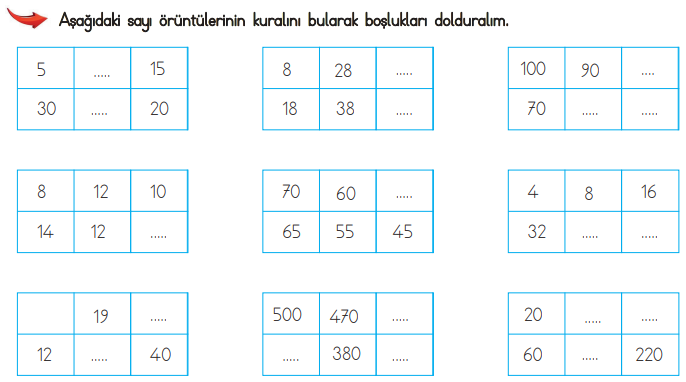 Aşağıdaki sayı örüntülerinin kuralını bularak boşlukları dolduralım.
5 ..... 15 8 28 ..... 100 90 ....
30 ..... 20 18 38 ..... 70 ..... .....
8 12 10 70 60 ..... 4 8 16
14 12 ..... 65 55 45 32 ..... .....
19 ..... 500 470 ..... 20 ..... .....
12 ..... 40 ..... 380 ..... 60 ..... 220